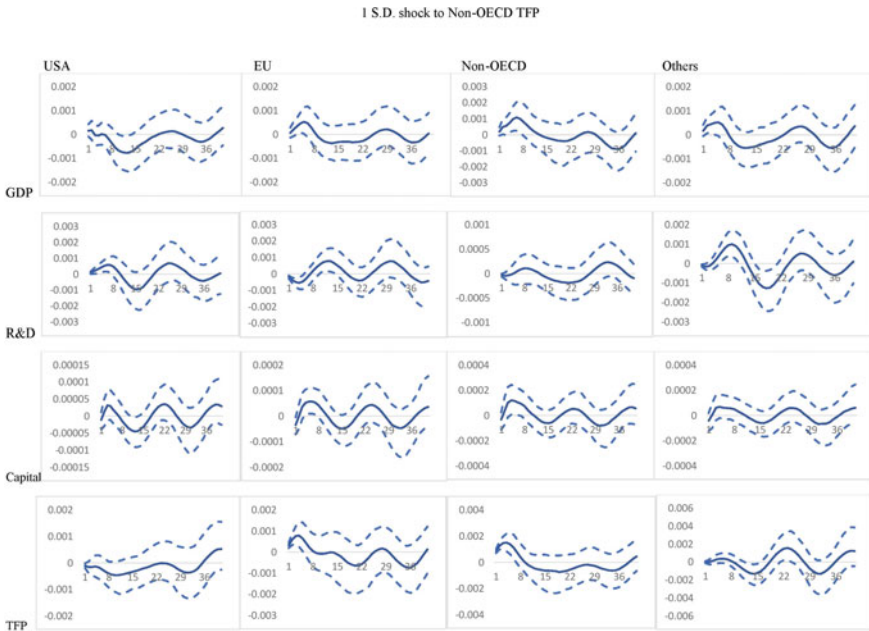 1 S.D. shock to Non-OECD TFP
USA EU Non-OECD Others
0.002 0.002 0.003 0.002
0.001 0.001 0.002 0.001
0 0 0.001 0
-0.001 -0.001 0 -0.001
-0.002 -0.002 -0.001 -0.002
-0.002
-0.003
1 8 15 22 29 36 1 8 15 22 29 36 1 8 15 22 29 36 1 8 15 22 29 36
GDP
0.003 0.003 0.001 0.002
0.002 0.002 0.0005 0.001
0.001 0.001 0 0
0 0 -0.0005 -0.001
-0.001 -0.001 -0.001 -0.002
-0.002 -0.002 -0.003
-0.003 -0.003
1 8 15 22 29 36 1 8 15 22 29 36 1 8 15 22 29 36 1 8 15 22 29 36
R&D
0.00015 0.0002 0.0004 0.0004
0.0001 0.0001 0.0002 0.0002
0.00005 0 0 0
0 -0.0001 -0.0002 -0.0002
-0.00005 -0.0002 -0.0004 -0.0004
-0.0001
-0.00015
1 8 15 22 29 36 1 8 15 22 29 36 1 8 15 22 29 36 1 8 15 22 29 36
Capital
0.002 0.002 0.004 0.006
0.001 0.001 0.002 0.004
0 0 0 0.002
-0.001 -0.001 -0.002 0
-0.002 -0.002 -0.004 -0.002
-0.003 -0.004
-0.006
1 8 15 22 29 36 1 8 15 22 29 36 1 8 15 22 29 36 1 8 15 22 29 36
TFP